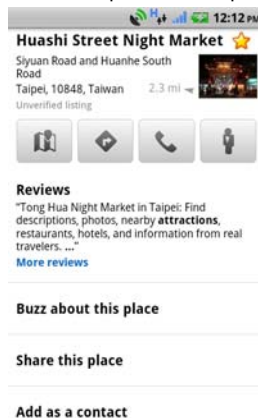 H 12:12 PM
Huashi Street Night Market
Siyuan Road and Huanhe South
Road
Taipei, 10848, Taiwan 2.3 mi
Unverified listing
Reviews
"Tong Hua Night Market in Taipei: Find
descriptions, photos, nearby attractions,
restaurants, hotels, and information from real
travelers. ..."
More reviews
Buzz about this place
Share this place
Add as a contact